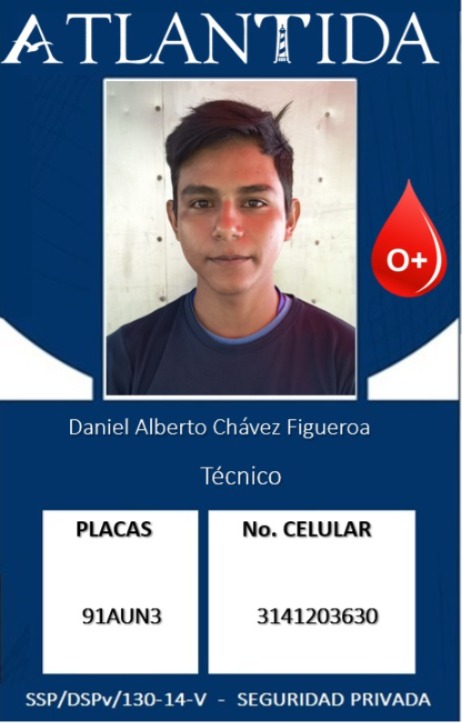 ATLANTIDA
O+
Daniel Alberto Chávez Figueroa
Técnico
PLACAS No. CELULAR
91AUN3 3141203630
SSP/DSPv/130-14-V - SEGURIDAD PRIVADA